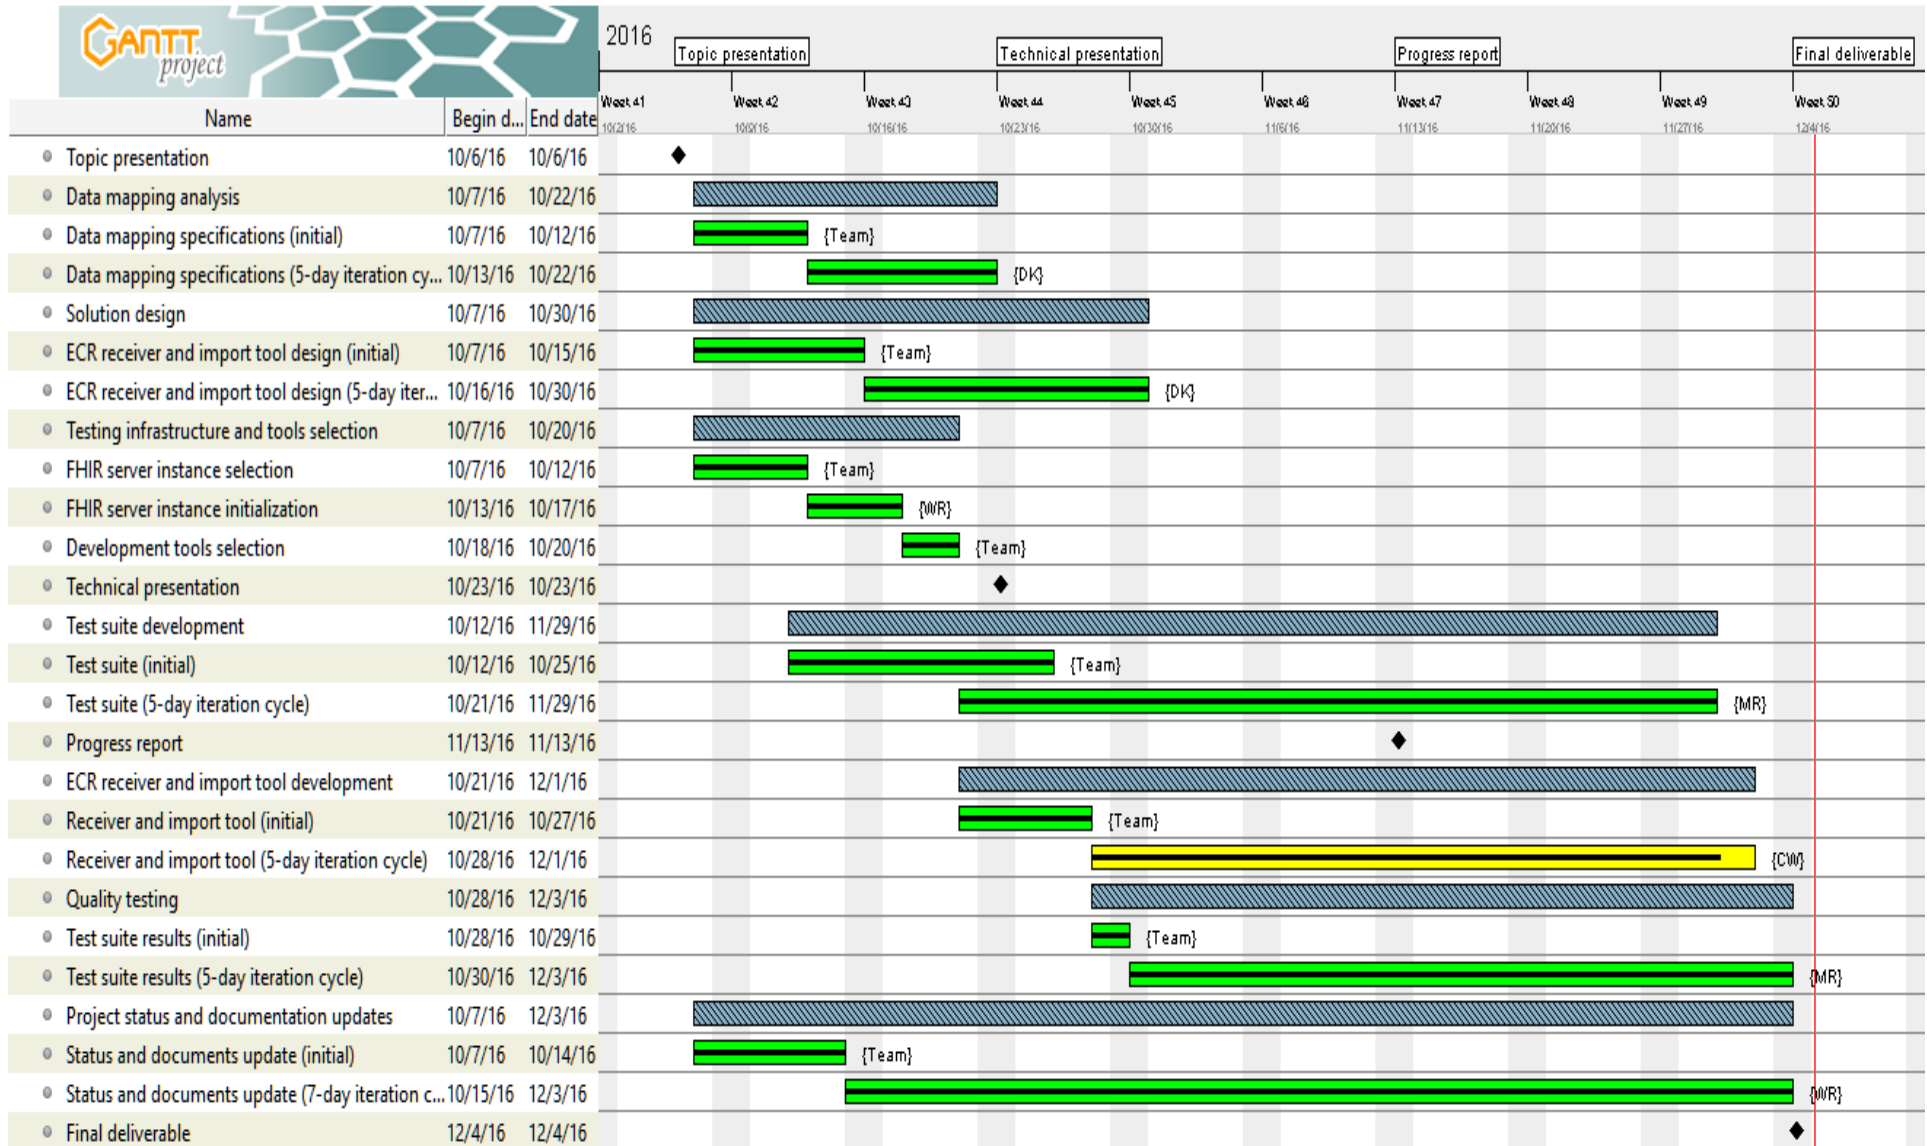 GANTT
project
2016
Topic presentation Technical presentation Progress report Final deliverable
Week 41 Week 42 Week 43 Week 44 Week 45 Week 46 Week 47 Week 48 Week 49 Week 50
Name Begin d... End date
10/2/16 10/9/16 10/16/16 10/23/16 10/30/16 11/6/16 11/13/16 11/20/16 11/27/16 12/4/16
Topic presentation 10/6/16 10/6/16
Data mapping analysis 10/7/16 10/22/16
Data mapping specifications (initial) 10/7/16 10/12/16 {Team}
Data mapping specifications (5-day iteration cy... 10/13/16 10/22/16 {DK}
Solution design 10/7/16 10/30/16
ECR receiver and import tool design (initial) 10/7/16 10/15/16 {Team}
ECR receiver and import tool design (5-day iter... 10/16/16 10/30/16 {DK}
Testing infrastructure and tools selection 10/7/16 10/20/16
FHIR server instance selection 10/7/16 10/12/16 {Team}
FHIR server instance initialization 10/13/16 10/17/16 {WR}
Development tools selection 10/18/16 10/20/16 {Team}
Technical presentation 10/23/16 10/23/16
Test suite development 10/12/16 11/29/16
Test suite (initial) 10/12/16 10/25/16 {Team}
Test suite (5-day iteration cycle) 10/21/16 11/29/16 {MR}
Progress report 11/13/16 11/13/16
ECR receiver and import tool development 10/21/16 12/1/16
Receiver and import tool (initial) 10/21/16 10/27/16 {Team}
Receiver and import tool (5-day iteration cycle) 10/28/16 12/1/16 {CW}
Quality testing 10/28/16 12/3/16
Test suite results (initial) 10/28/16 10/29/16 {Team}
Test suite results (5-day iteration cycle) 10/30/16 12/3/16 {MR}
Project status and documentation updates 10/7/16 12/3/16
Status and documents update (initial) 10/7/16 10/14/16 {Team}
Status and documents update (7-day iteration c... 10/15/16 12/3/16 {WR}
Final deliverable 12/4/16 12/4/16